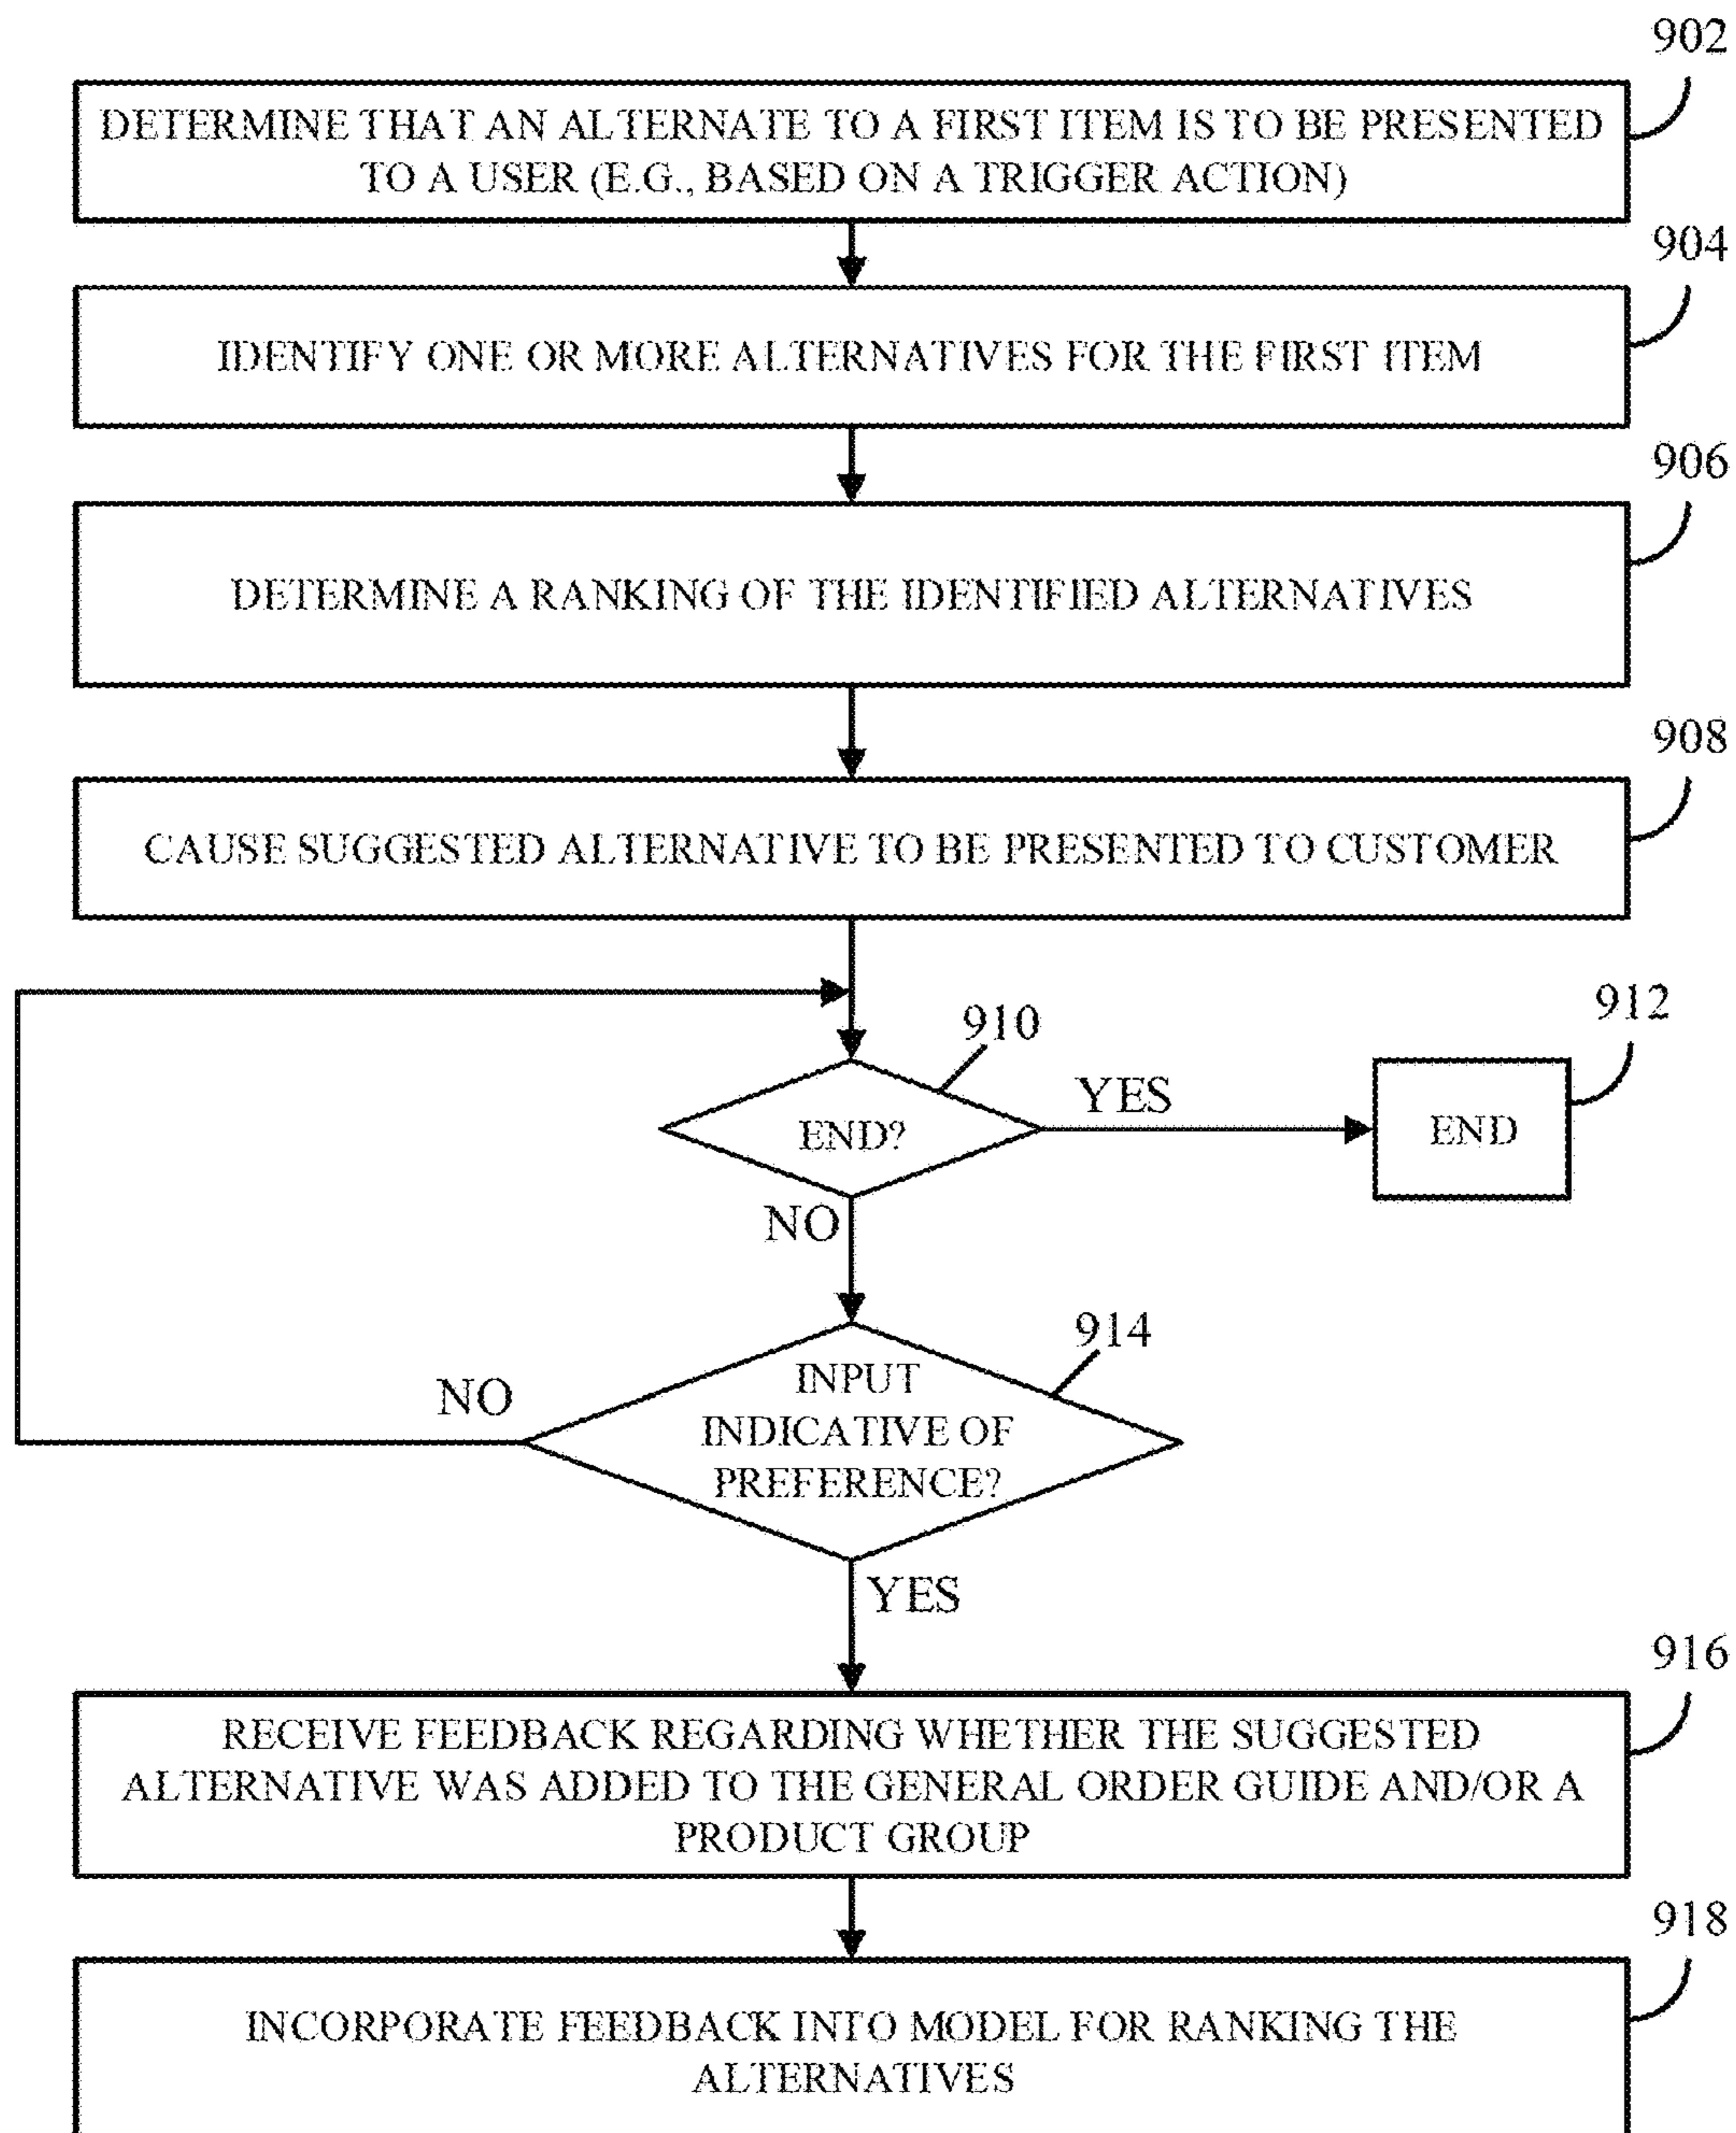 902
DETERMINE THAT AN ALTERNATE TO A FIRST ITEM IS TO BE PRESENTED
TO A USER (E.G., BASED ON A TRIGGER ACTION)
904
IDENTIFY ONE OR MORE ALTERNATIVES FOR THE FIRST ITEM
906
DETERMINE A RANKING OF THE IDENTIFIED ALTERNATIVES
908
CAUSE SUGGESTED ALTERNATIVE TO BE PRESENTED TO CUSTOMER
910
912
END?
YES
END
NO
914
INPUT
INDICATIVE OF
PREFERENCE?
NO
YES
916
RECEIVE FEEDBACK REGARDING WHETHER THE SUGGESTED
ALTERNATIVE WAS ADDED TO THE GENERAL ORDER GUIDE AND/OR A
PRODUCT GROUP
918
INCORPORATE FEEDBACK INTO MODEL FOR RANKING THE
ALTERNATIVES